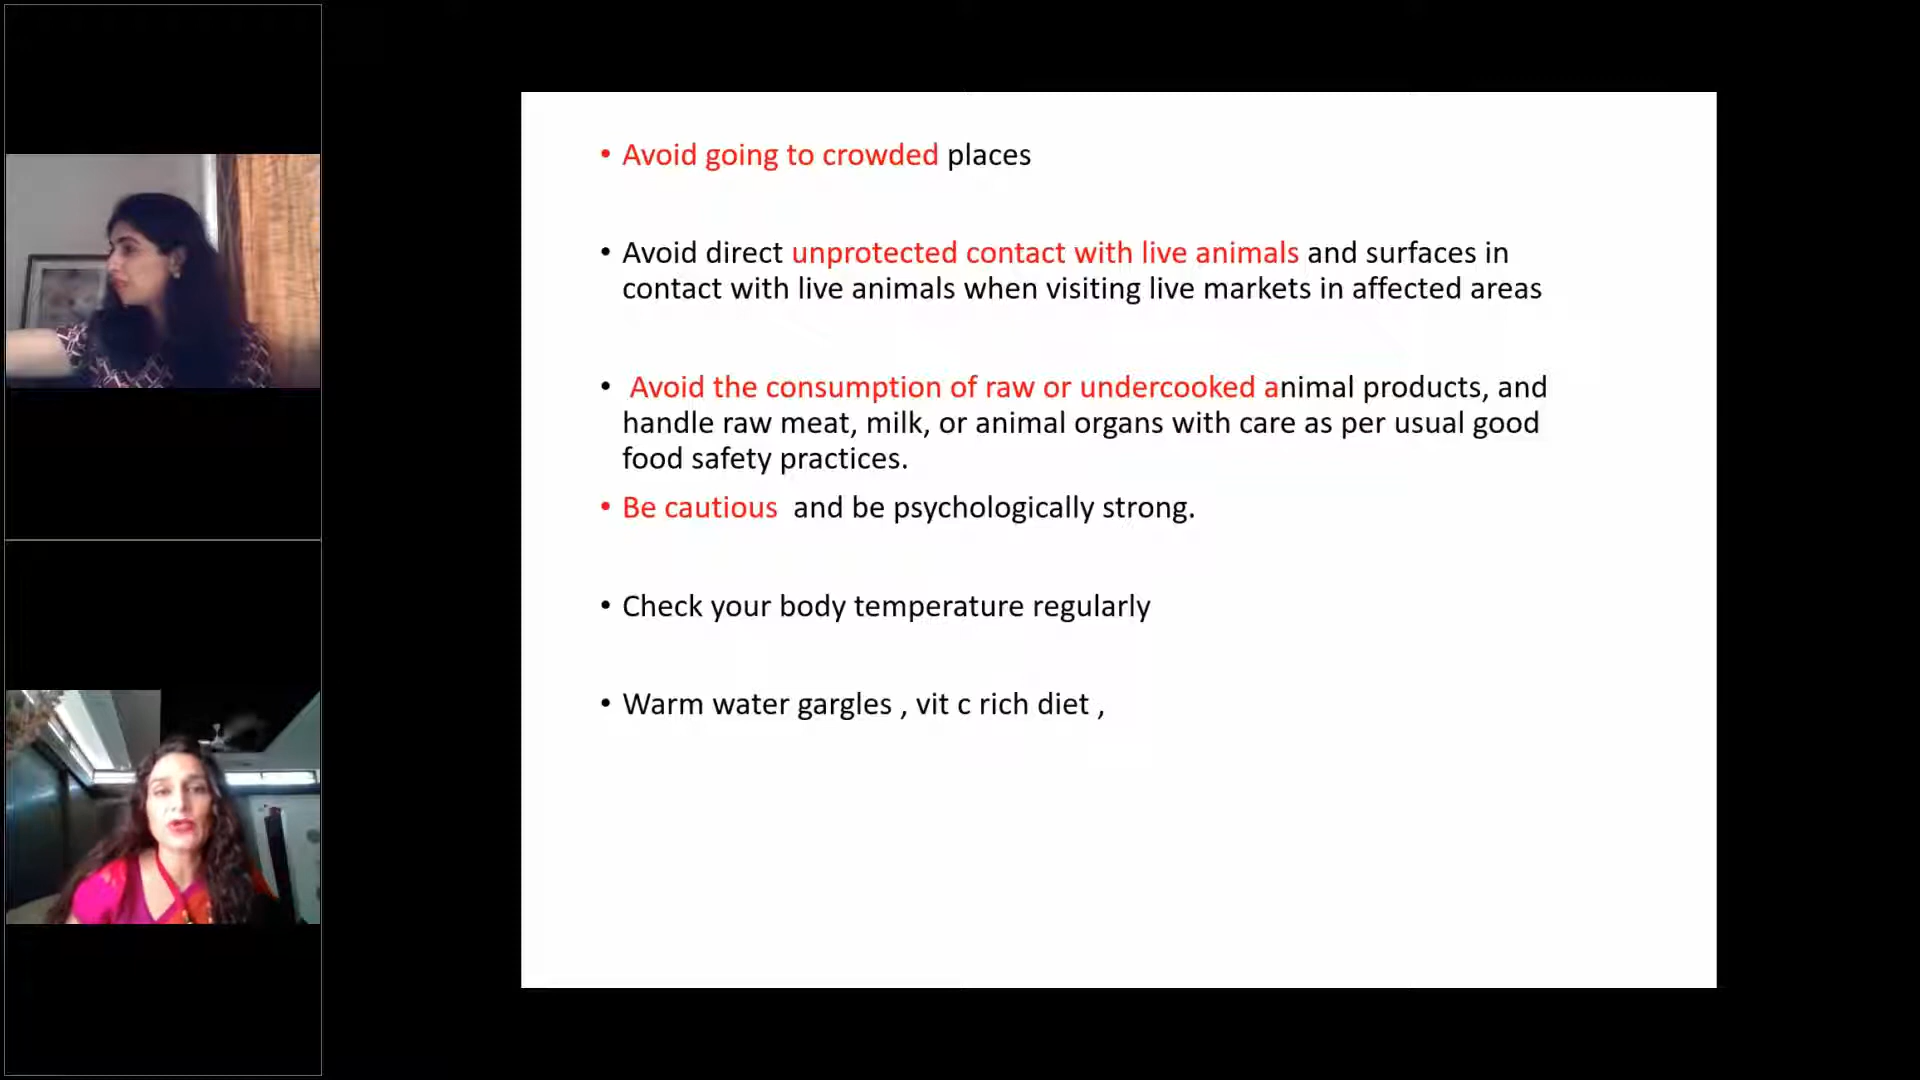 • Avoid going to crowded places
• Avoid direct unprotected contact with live animals and surfaces in
contact with live animals when visiting live markets in affected areas
• Avoid the consumption of raw or undercooked animal products, and
handle raw meat, milk, or animal organs with care as per usual good
food safety practices.
• Be cautious and be psychologically strong.
• Check your body temperature regularly
• Warm water gargles , vit c rich diet ,